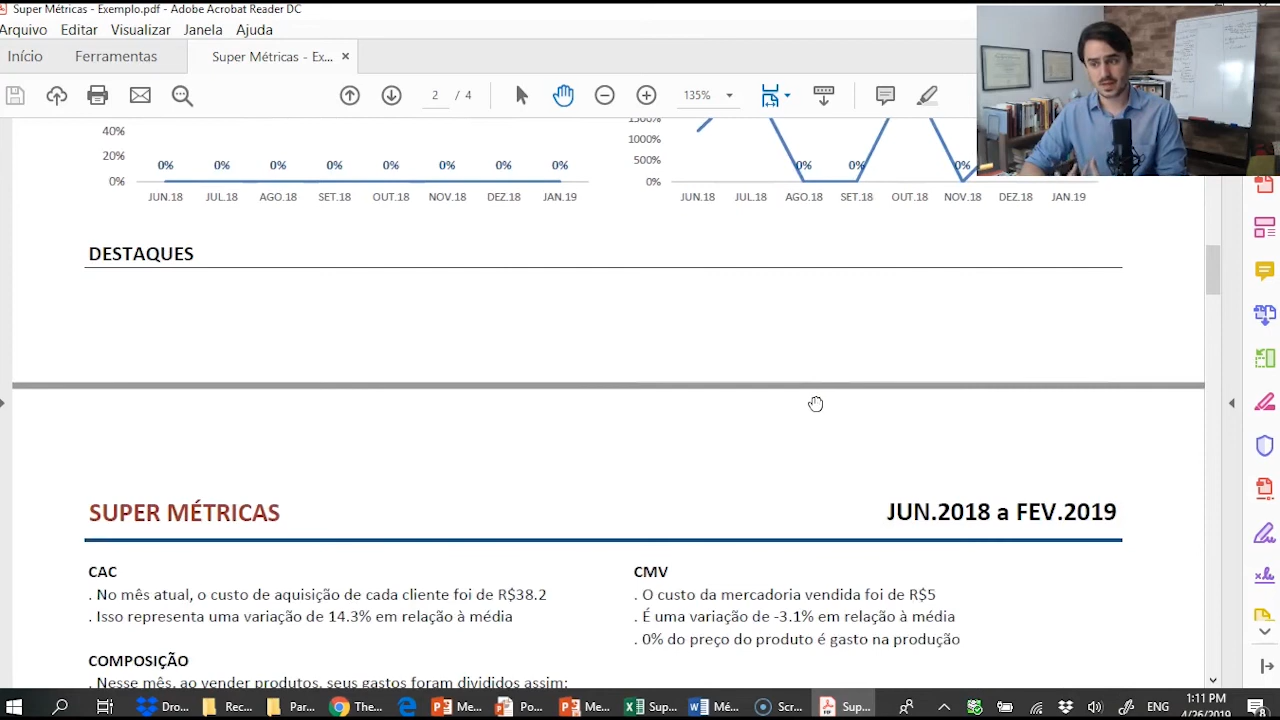 Super Métricas - Exemplo.pdf - Adobe Acrobat Reader DC
Arquivo Editar Visualizar Janela Ajuda
Início Ferramentas Super Métricas - Ex... ×
2 / 4 135%
40%
20%
0%
0% 0% 0% 0% 0% 0% 0% 0%
JUN.18 JUL.18 AGO.18 SET.18 OUT.18 NOV.18 DEZ.18 JAN.19
1500%
1000%
500%
0%
0% 0% 0%
JUN.18 JUL.18 AGO.18 SET.18 OUT.18 NOV.18 DEZ.18 JAN.19
DESTAQUES
SUPER MÉTRICAS JUN.2018 a FEV.2019
CAC
. No mês atual, o custo de aquisição de cada cliente foi de R$38.2
. Isso representa uma variação de 14.3% em relação à média
CMV
. O custo da mercadoria vendida foi de R$5
. É uma variação de -3.1% em relação à média
. 0% do preço do produto é gasto na produção
COMPOSIÇÃO
. Nesse mês, ao vender produtos, seus gastos foram divididos assim:
Dro... Rec... Par... The... Me... Po... Me... Sup... Mé... Scr... Sup... ENG 1:11 PM
4/26/2019